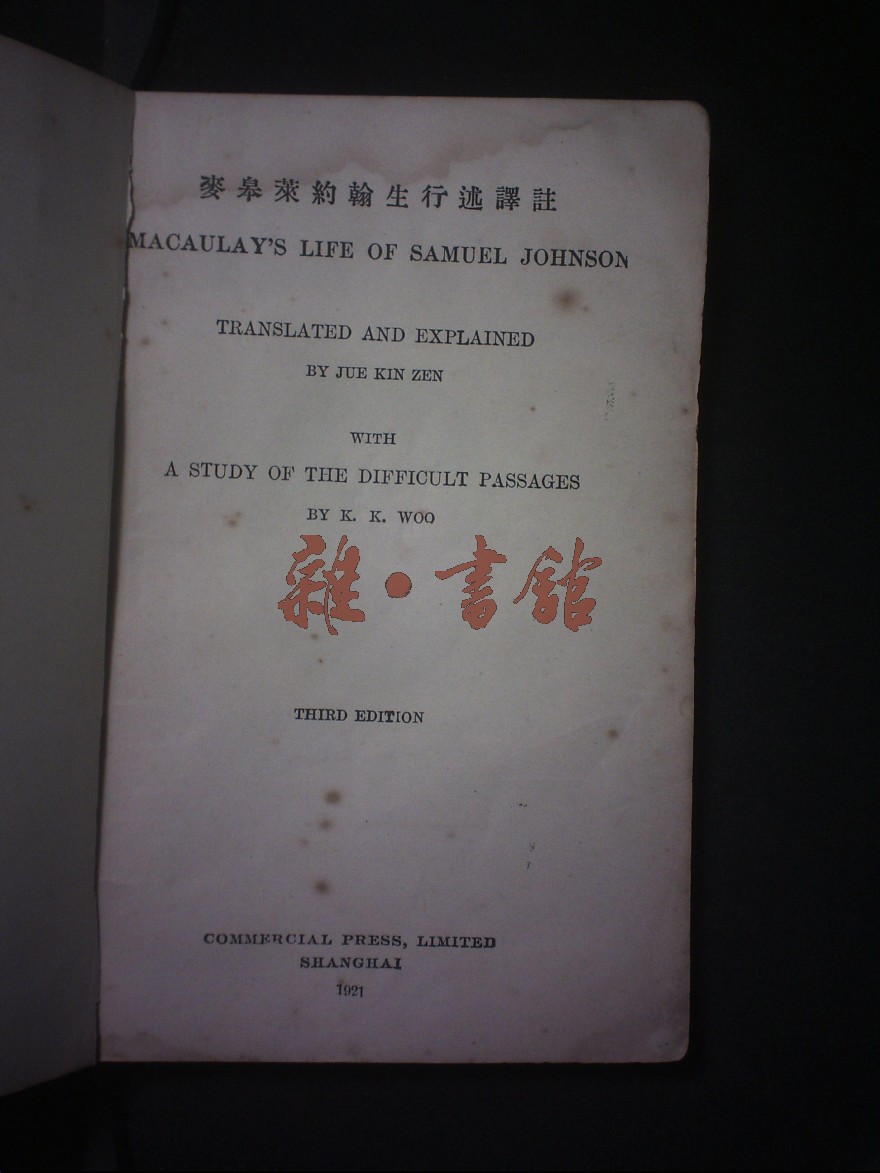 麥皋萊約翰生行述譯註
MACAULAY'S LIFE OF SAMUEL JOHNSON
TRANSLATED AND EXPLAINED
BY JUE KIN ZEN
WITH
A STUDY OF THE DIFFICULT PASSAGES
BY K. K. WOO
雜·書館
THIRD EDITION
COMMERCIAL PRESS, LIMITED
SHANGHAI
1921